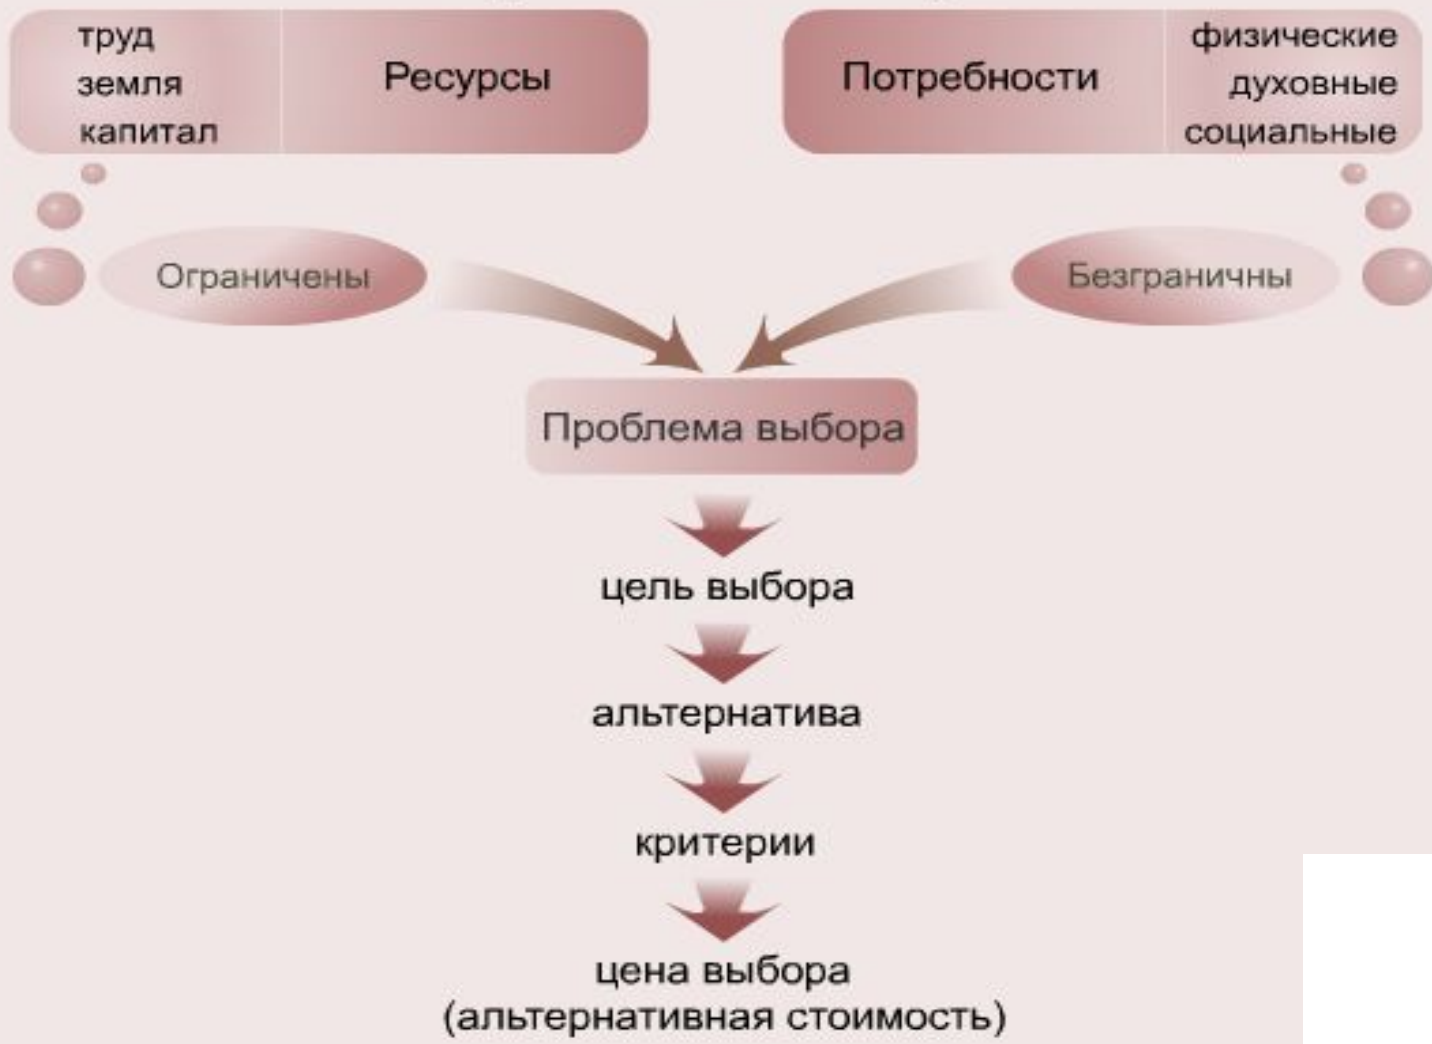 труд
земля
капитал
Ресурсы
Потребности
физические
духовные
социальные
Ограничены
Безграничны
Проблема выбора
цель выбора
альтернатива
критерии
цена выбора
(альтернативная стоимость)